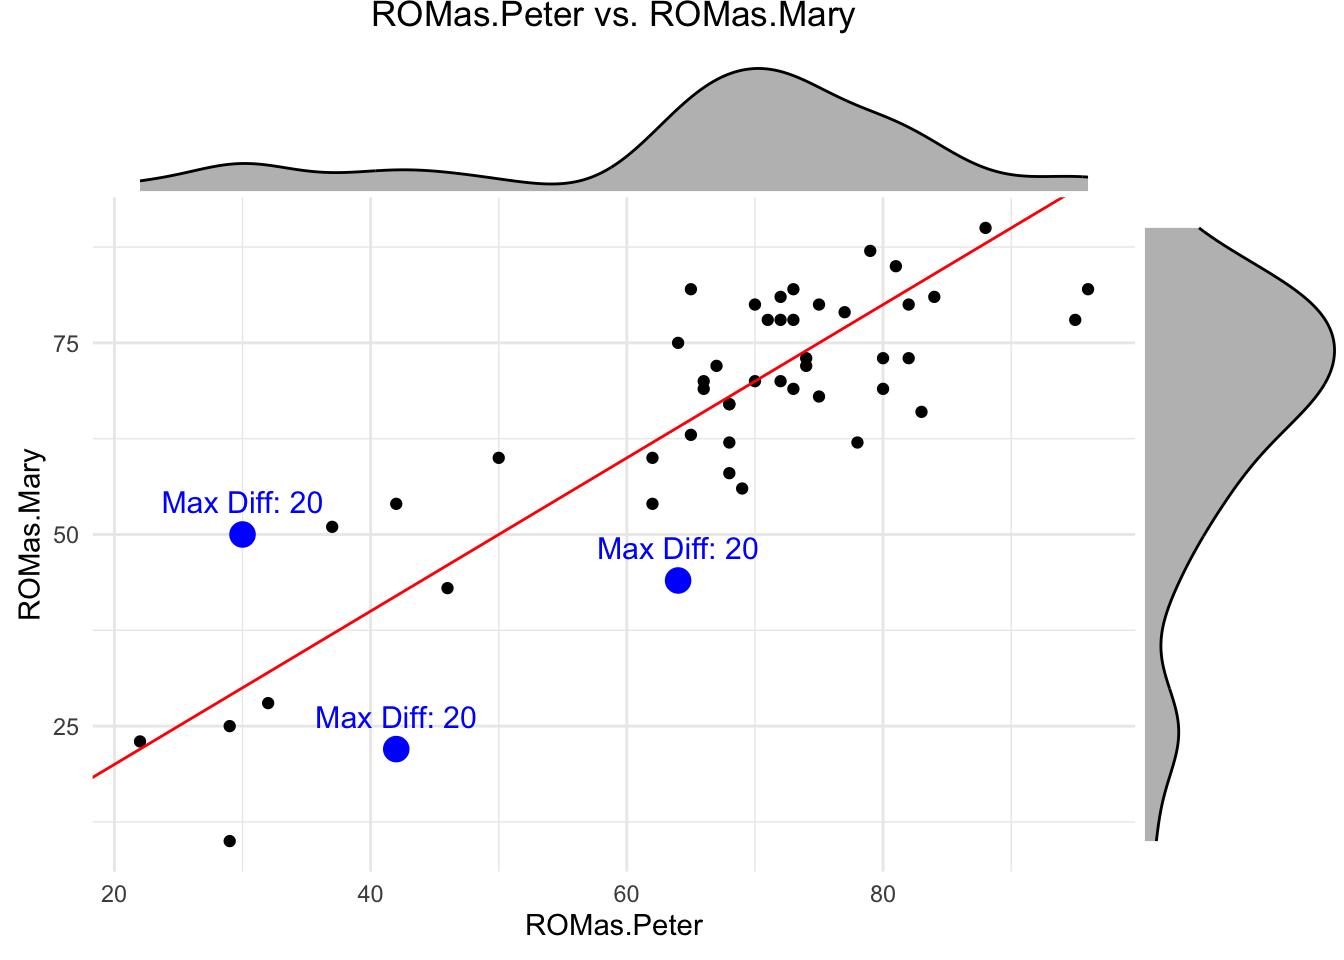 ROMas.Peter vs. ROMas.Mary
75
50
25
ROMas.Mary
Max Diff: 20
Max Diff: 20
Max Diff: 20
20 40 60 80
ROMas.Peter